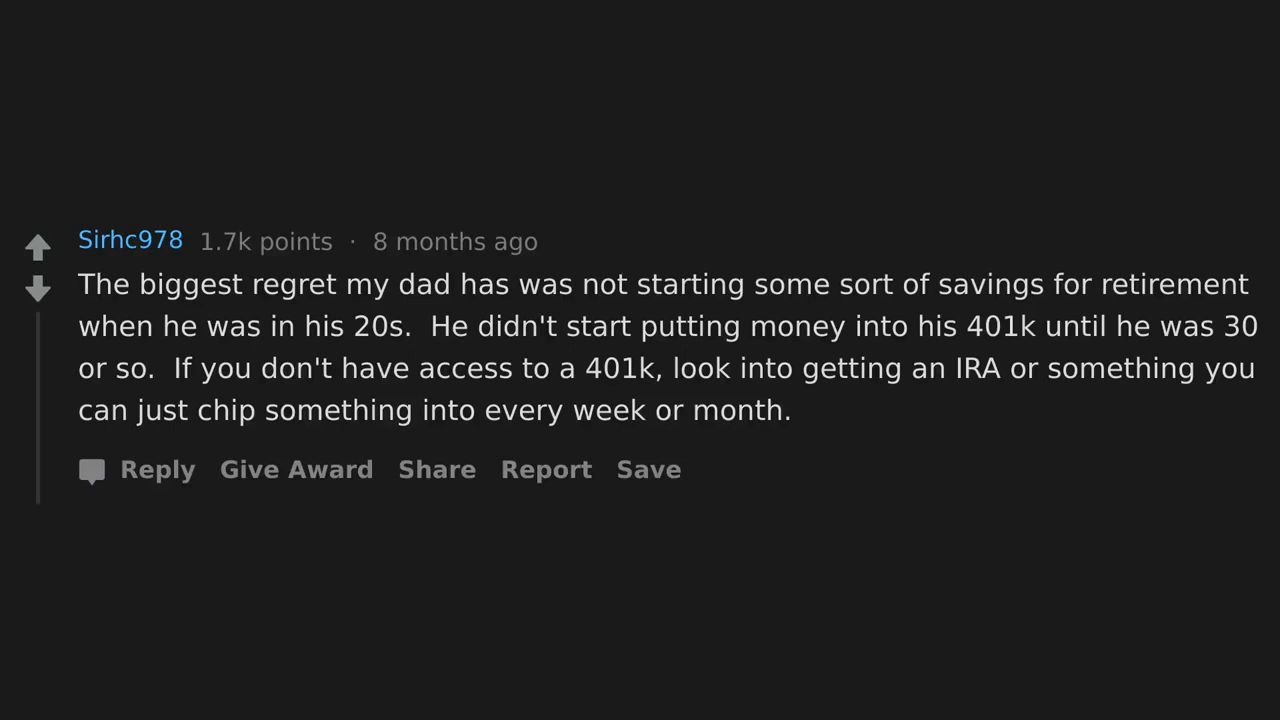 Sirhc978 1.7k points · 8 months ago
The biggest regret my dad has was not starting some sort of savings for retirement
when he was in his 20s.  He didn't start putting money into his 401k until he was 30
or so.  If you don't have access to a 401k, look into getting an IRA or something you
can just chip something into every week or month.
Reply Give Award Share Report Save